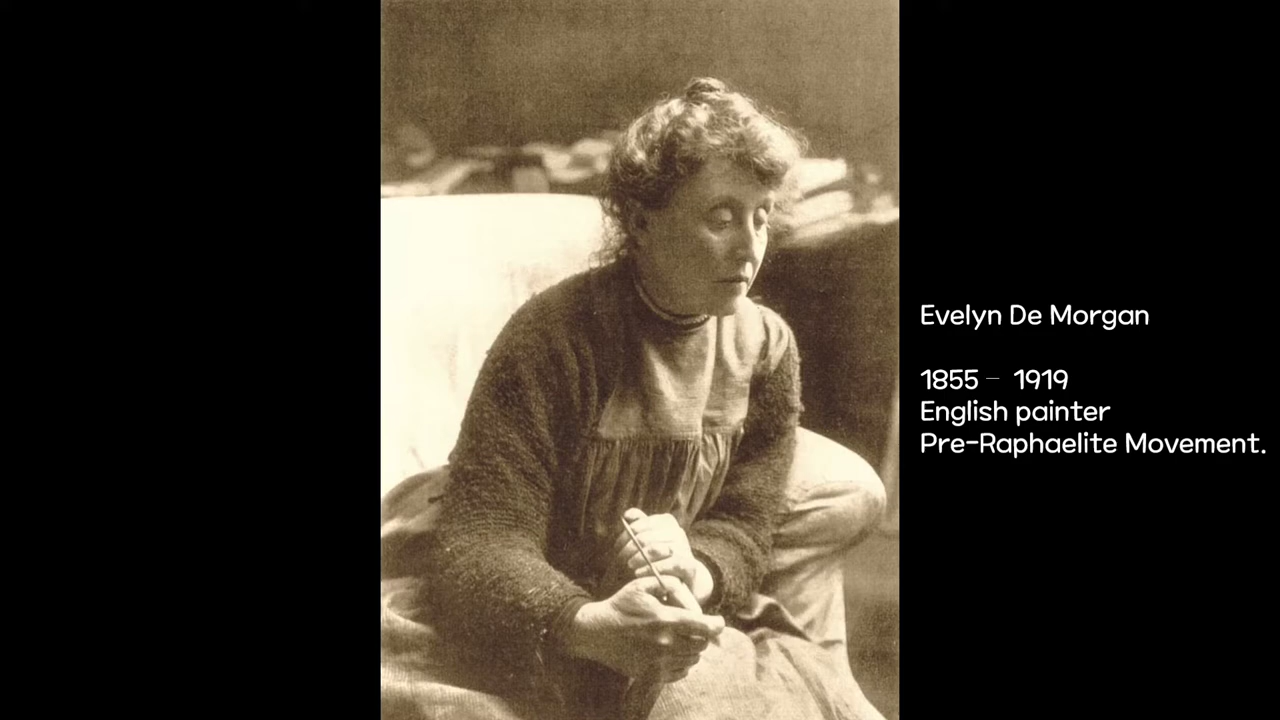 Evelyn De Morgan
1855 – 1919
English painter
Pre-Raphaelite Movement.